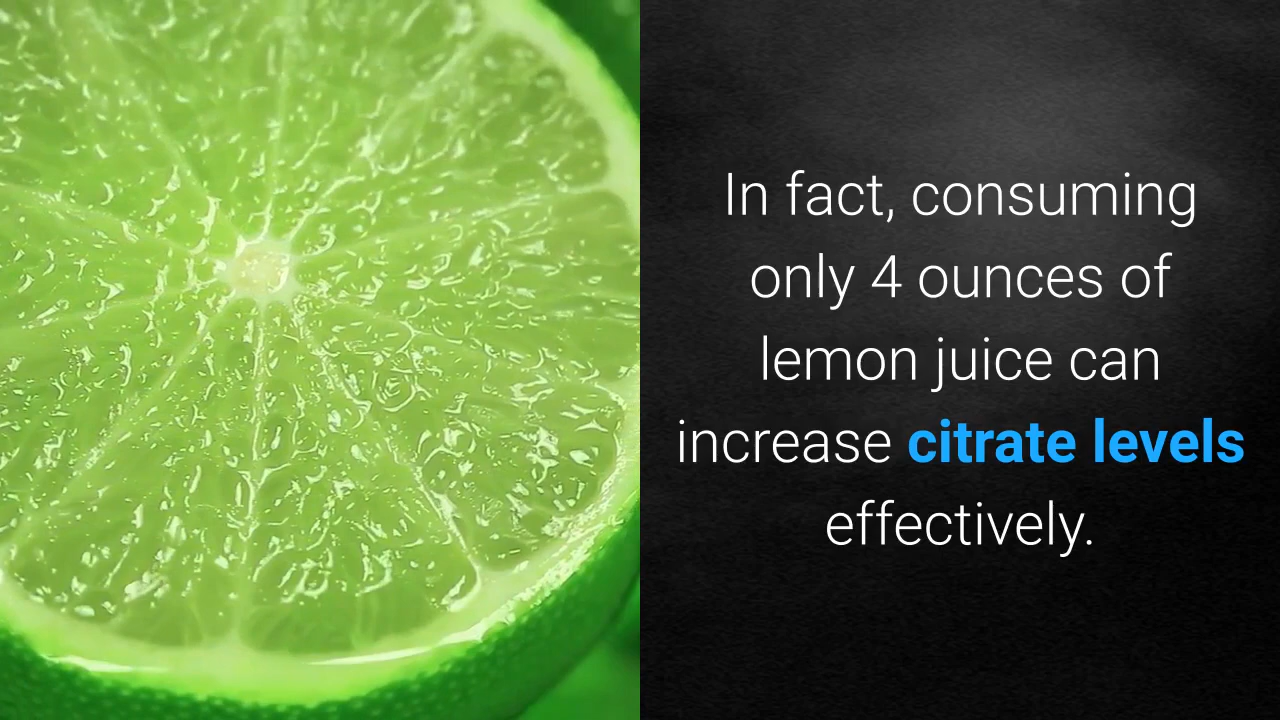 In fact, consuming
only 4 ounces of
lemon juice can
increase citrate levels
effectively.